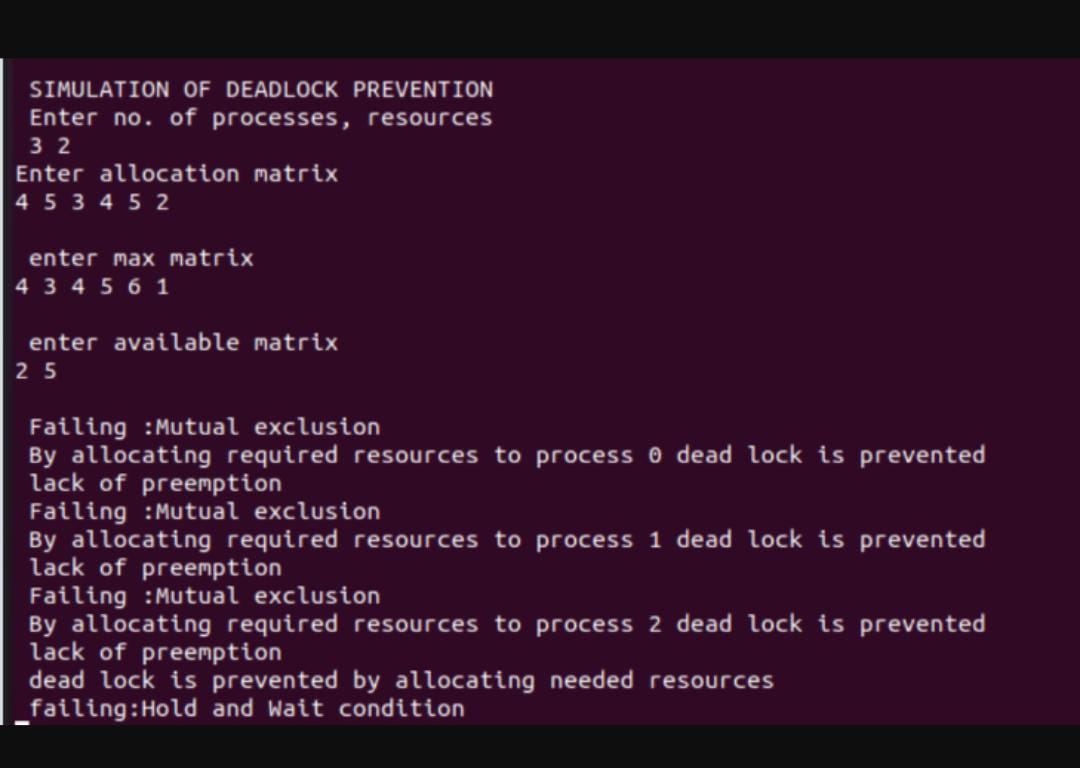 SIMULATION OF DEADLOCK PREVENTION
Enter no. of processes, resources
3 2
Enter allocation matrix
4 5 3 4 5 2
enter max matrix
4 3 4 5 6 1
enter available matrix
2 5
Failing :Mutual exclusion
By allocating required resources to process 0 dead lock is prevented
lack of preemption
Failing :Mutual exclusion
By allocating required resources to process 1 dead lock is prevented
lack of preemption
Failing :Mutual exclusion
By allocating required resources to process 2 dead lock is prevented
lack of preemption
dead lock is prevented by allocating needed resources
failing:Hold and Wait condition